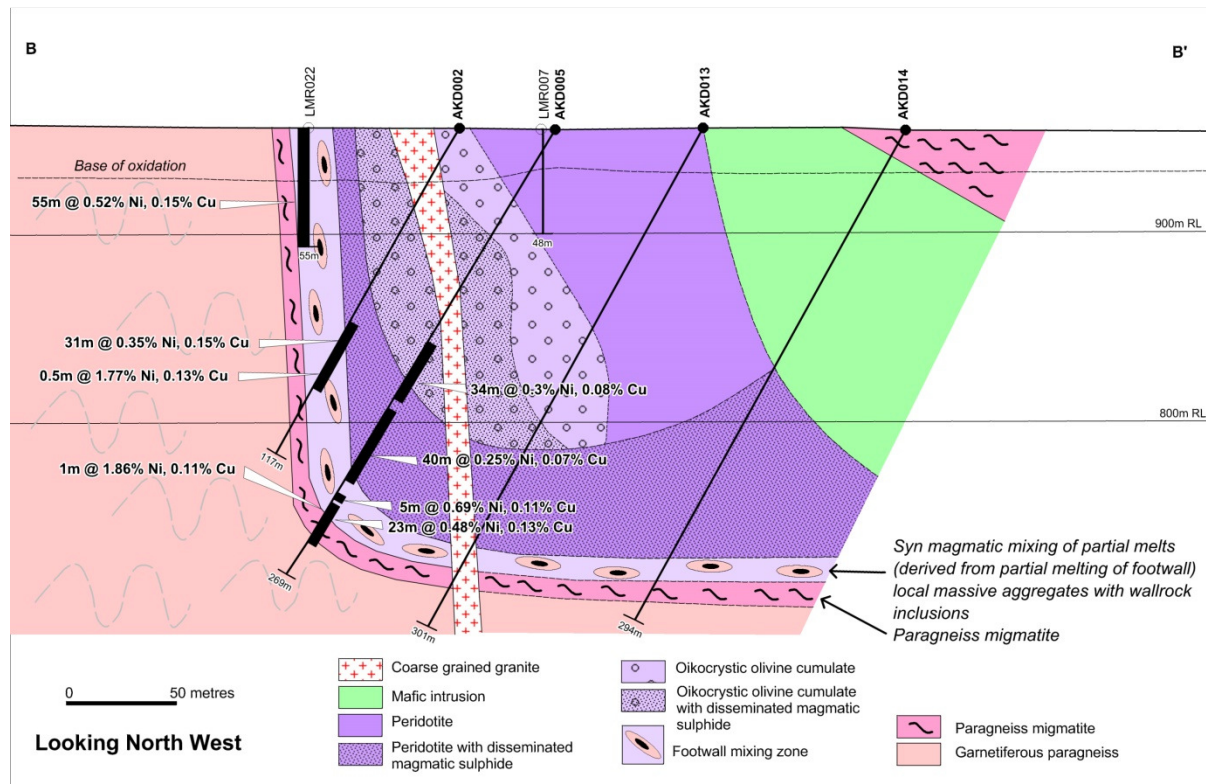 B
B'
LMR022
AKD002
LMR007
AKD005
AKD013
AKD014
Base of oxidation
55m @ 0.52% Ni, 0.15% Cu
900m RL
55m
48m
31m @ 0.35% Ni, 0.15% Cu
0.5m @ 1.77% Ni, 0.13% Cu
34m @ 0.3% Ni, 0.08% Cu
800m RL
117m
40m @ 0.25% Ni, 0.07% Cu
1m @ 1.86% Ni, 0.11% Cu
5m @ 0.69% Ni, 0.11% Cu
23m @ 0.48% Ni, 0.13% Cu
269m
301m
294m
Syn magmatic mixing of partial melts
(derived from partial melting of footwall)
local massive aggregates with wallrock
inclusions
Paragneiss migmatite
0 50 metres
Looking North West
Coarse grained granite
Mafic intrusion
Peridotite
Peridotite with disseminated
magmatic sulphide
Oikocrystic olivine cumulate
Oikocrystic olivine cumulate
with disseminated magmatic
sulphide
Footwall mixing zone
Paragneiss migmatite
Garnetiferous paragneiss